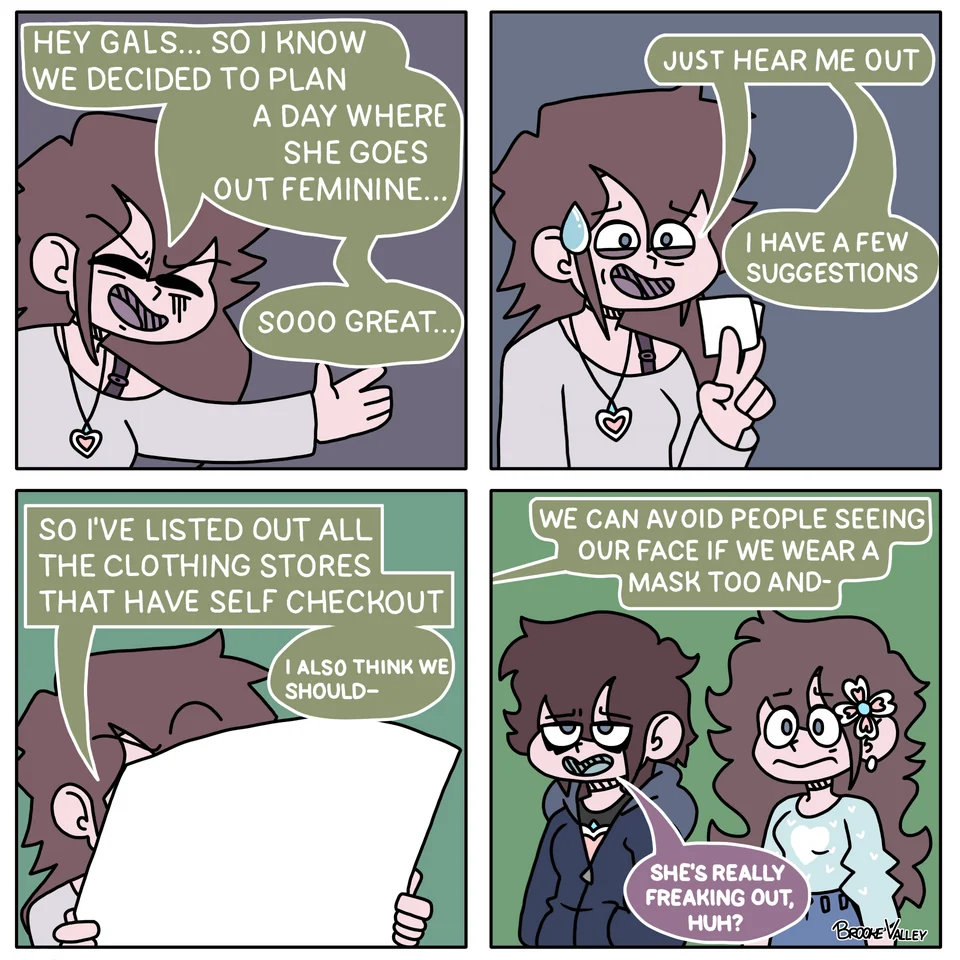 HEY GALS... SO I KNOW
WE DECIDED TO PLAN
A DAY WHERE
SHE GOES
OUT FEMININE...
SOOO GREAT...
JUST HEAR ME OUT
I HAVE A FEW
SUGGESTIONS
SO I'VE LISTED OUT ALL
THE CLOTHING STORES
THAT HAVE SELF CHECKOUT
I ALSO THINK WE
SHOULD-
WE CAN AVOID PEOPLE SEEING
OUR FACE IF WE WEAR A
MASK TOO AND-
SHE'S REALLY
FREAKING OUT,
HUH?
BROOKE VALLEY